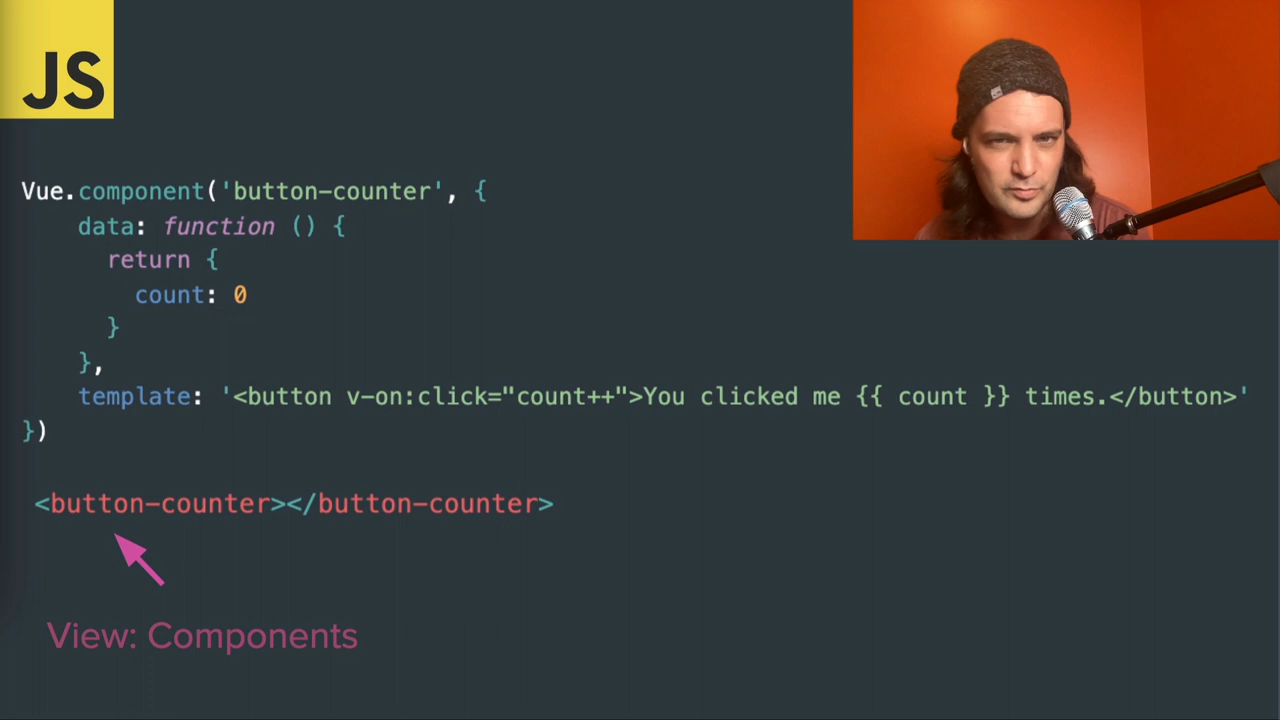 JS
Vue.component('button-counter', {
    data: function () {
      return {
        count: 0
      }
    },
    template: '<button v-on:click="count++">You clicked me {{ count }} times.</button>'
})
<button-counter></button-counter>
View: Components